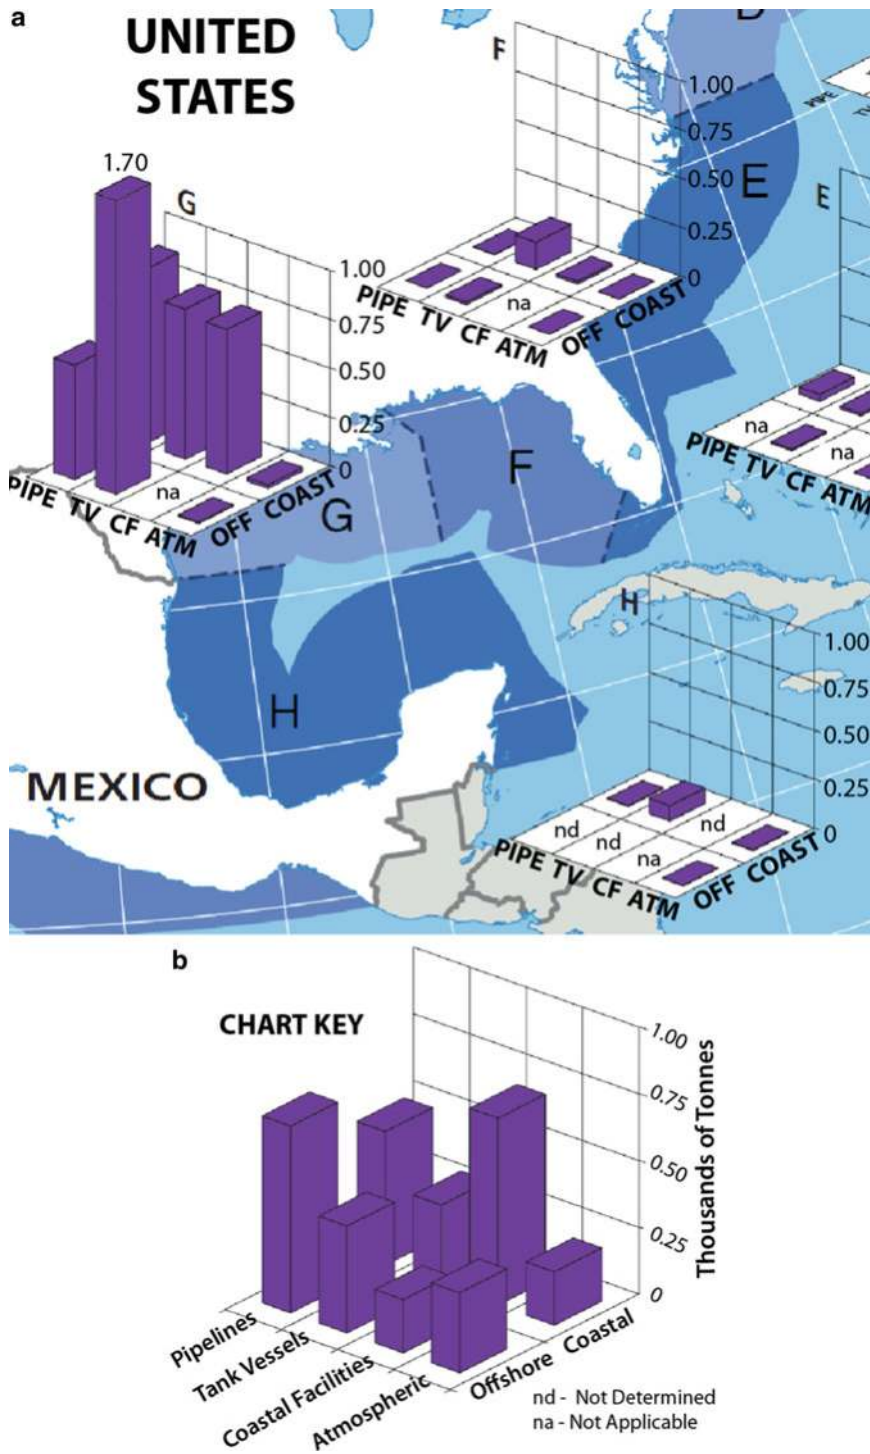 a
UNITED
STATES
D
F
1.00
0.75
0.50
0.25
0
na
PIPE TV CF ATM OFF COAST
PIPE
E
E
na
na
PIPE TV CF ATM
1.70
G
1.00
0.75
0.50
0.25
0
na
PIPE TV CF ATM OFF COAST
G
F
H
1.00
0.75
0.50
0.25
0
nd
nd
nd
na
PIPE TV CF ATM OFF COAST
H
MEXICO
b
CHART KEY
1.00
0.75
0.50
0.25
0
Thousands of Tonnes
Pipelines
Tank Vessels
Coastal Facilities
Atmospheric
Offshore Coastal
nd - Not Determined
na - Not Applicable